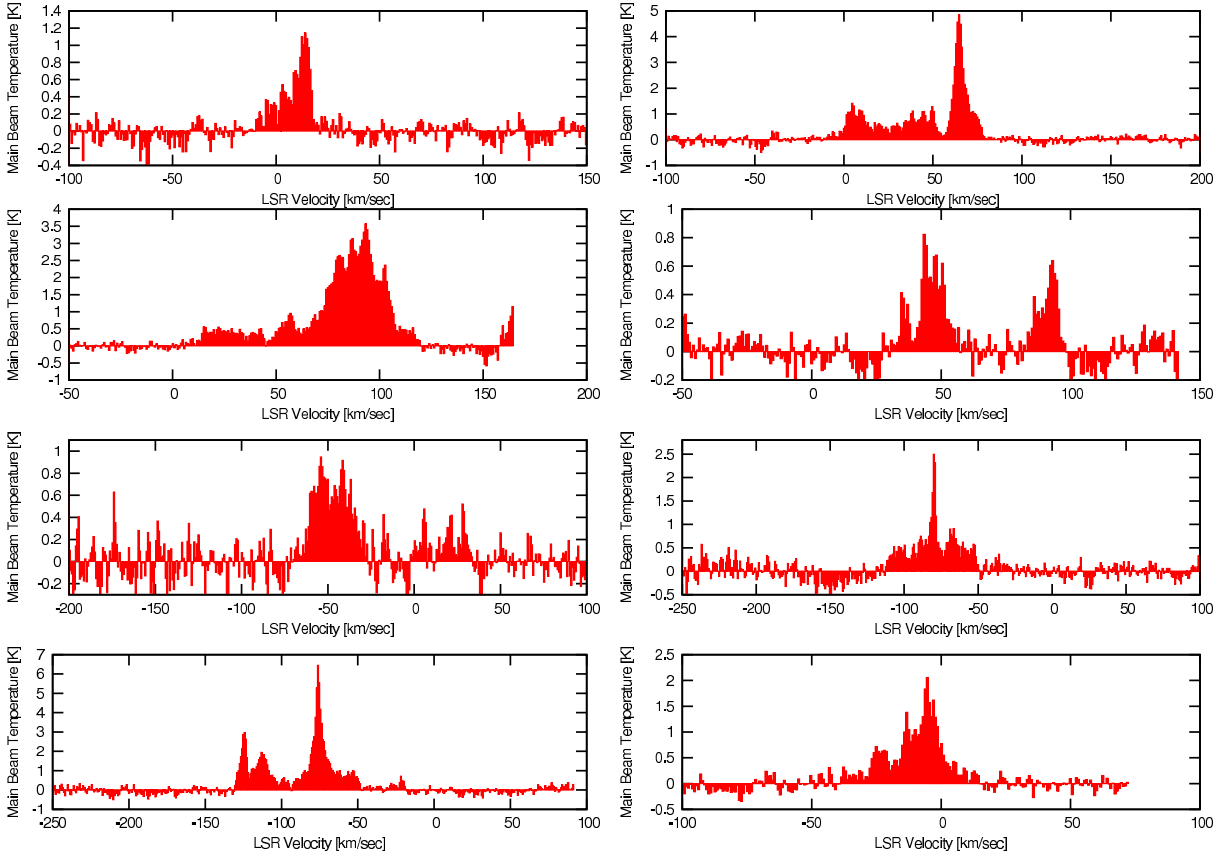 Main Beam Temperature [K]
1.4
1.2
1
0.8
0.6
0.4
0.2
0
-0.2
-0.4
-100 -50 0 50 100 150
LSR Velocity [km/sec]
Main Beam Temperature [K]
5
4
3
2
1
0
-1
-100 -50 0 50 100 150 200
LSR Velocity [km/sec]
Main Beam Temperature [K]
4
3.5
3
2.5
2
1.5
1
0.5
0
-0.5
-1
-50 0 50 100 150 200
LSR Velocity [km/sec]
Main Beam Temperature [K]
1
0.8
0.6
0.4
0.2
0
-0.2
-50 0 50 100 150
LSR Velocity [km/sec]
Main Beam Temperature [K]
1
0.8
0.6
0.4
0.2
0
-0.2
-200 -150 -100 -50 0 50 100
LSR Velocity [km/sec]
Main Beam Temperature [K]
2.5
2
1.5
1
0.5
0
-0.5
-250 -200 -150 -100 -50 0 50 100
LSR Velocity [km/sec]
Main Beam Temperature [K]
7
6
5
4
3
2
1
0
-1
-250 -200 -150 -100 -50 0 50 100
LSR Velocity [km/sec]
Main Beam Temperature [K]
2.5
2
1.5
1
0.5
0
-0.5
-100 -50 0 50 100
LSR Velocity [km/sec]